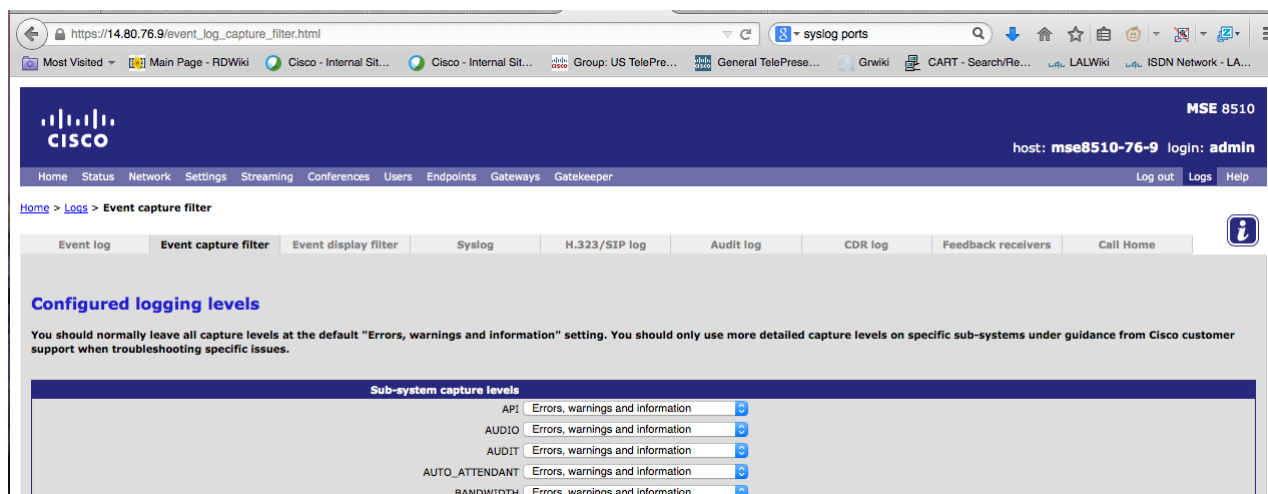 https://14.80.76.9/event_log_capture_filter.html
syslog ports
Most Visited Main Page - RDWiki Cisco - Internal Sit... Cisco - Internal Sit... Group: US TelePre... General TelePrese... Grwiki CART - Search/Re... LALWiki ISDN Network - LA...
MSE 8510
CISCO
host: mse8510-76-9 login: admin
Home Status Network Settings Streaming Conferences Users Endpoints Gateways Gatekeeper Log out Logs Help
Home > Logs > Event capture filter
Event log Event capture filter Event display filter Syslog H.323/SIP log Audit log CDR log Feedback receivers Call Home
Configured logging levels
You should normally leave all capture levels at the default "Errors, warnings and information" setting. You should only use more detailed capture levels on specific sub-systems under guidance from Cisco customer
support when troubleshooting specific issues.
Sub-system capture levels
API Errors, warnings and information
AUDIO Errors, warnings and information
AUDIT Errors, warnings and information
AUTO_ATTENDANT Errors, warnings and information
BANDWIDTH Errors, warnings and information